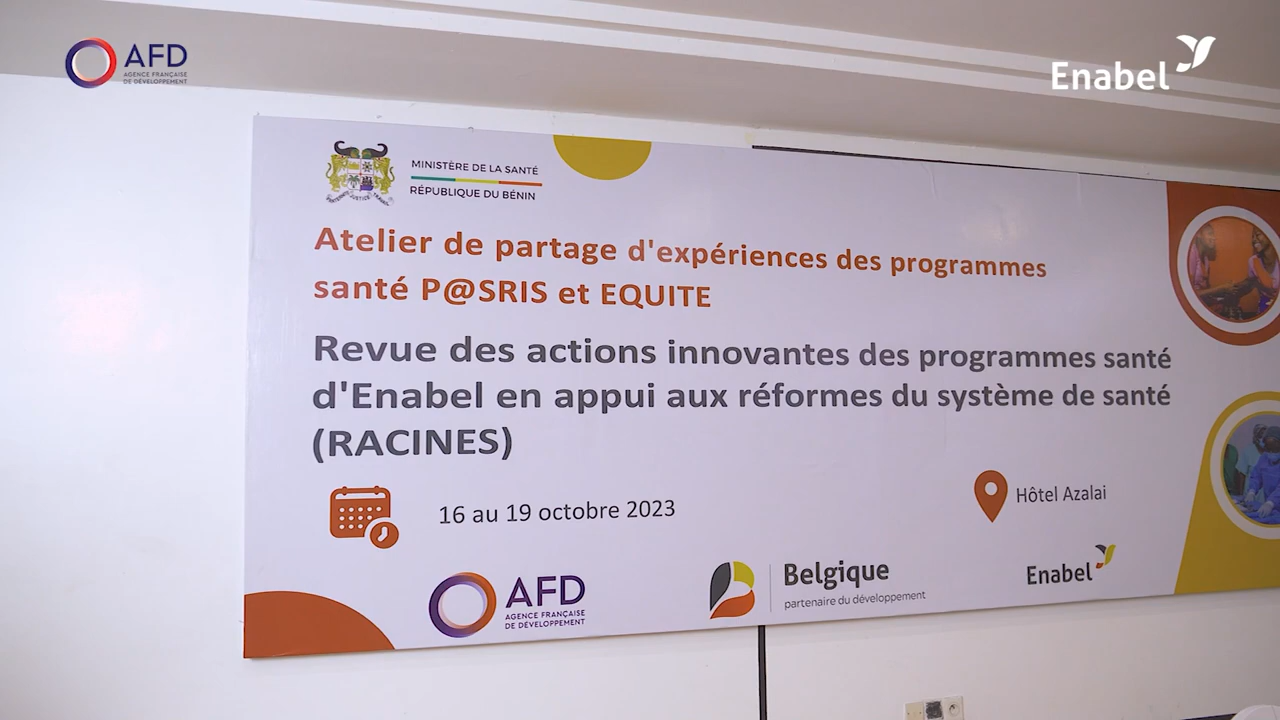 AFD
AGENCE FRANÇAISE
DE DÉVELOPPEMENT
Enabel
MINISTÈRE DE LA SANTÉ
RÉPUBLIQUE DU BÉNIN
Atelier de partage d'expériences des programmes
santé P@SRIS et EQUITE
Revue des actions innovantes des programmes santé
d'Enabel en appui aux réformes du système de santé
(RACINES)
16 au 19 octobre 2023
Hôtel Azalai
AFD
AGENCE FRANÇAISE
DE DÉVELOPPEMENT
Belgique
partenaire du développement
Enabel